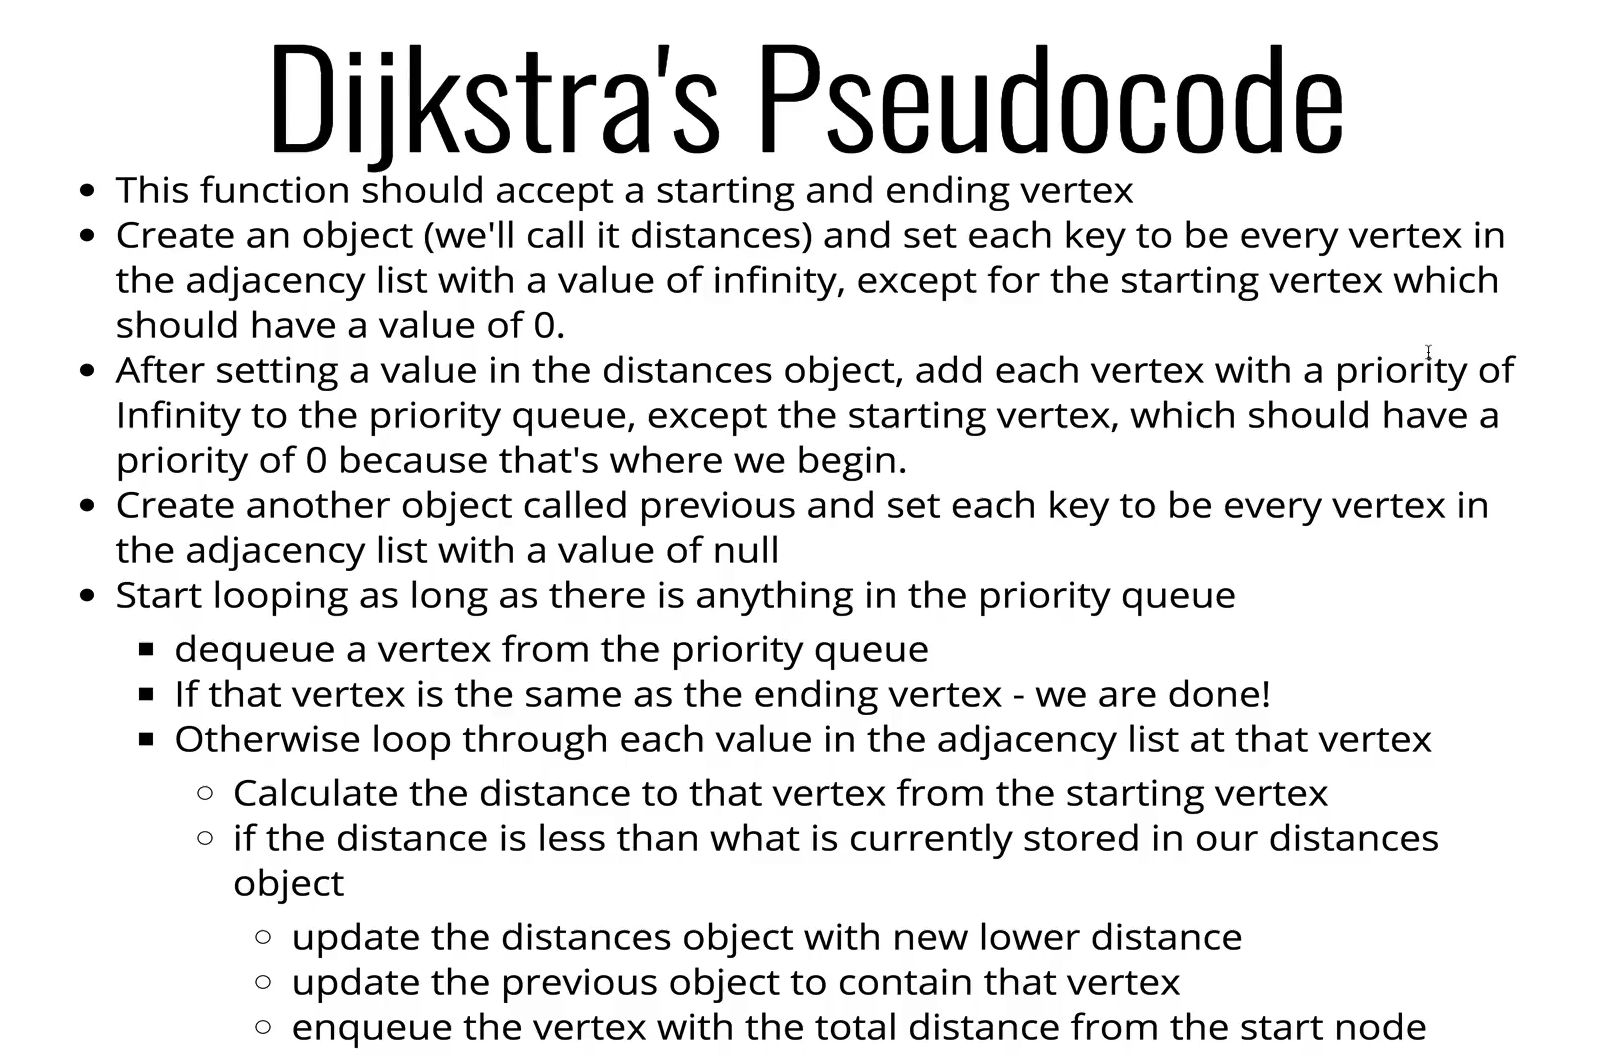 Dijkstra's Pseudocode
• This function should accept a starting and ending vertex
• Create an object (we'll call it distances) and set each key to be every vertex in
the adjacency list with a value of infinity, except for the starting vertex which
should have a value of 0.
• After setting a value in the distances object, add each vertex with a priority of
Infinity to the priority queue, except the starting vertex, which should have a
priority of 0 because that's where we begin.
• Create another object called previous and set each key to be every vertex in
the adjacency list with a value of null
• Start looping as long as there is anything in the priority queue
▪ dequeue a vertex from the priority queue
▪ If that vertex is the same as the ending vertex - we are done!
▪ Otherwise loop through each value in the adjacency list at that vertex
○ Calculate the distance to that vertex from the starting vertex
○ if the distance is less than what is currently stored in our distances
object
○ update the distances object with new lower distance
○ update the previous object to contain that vertex
○ enqueue the vertex with the total distance from the start node